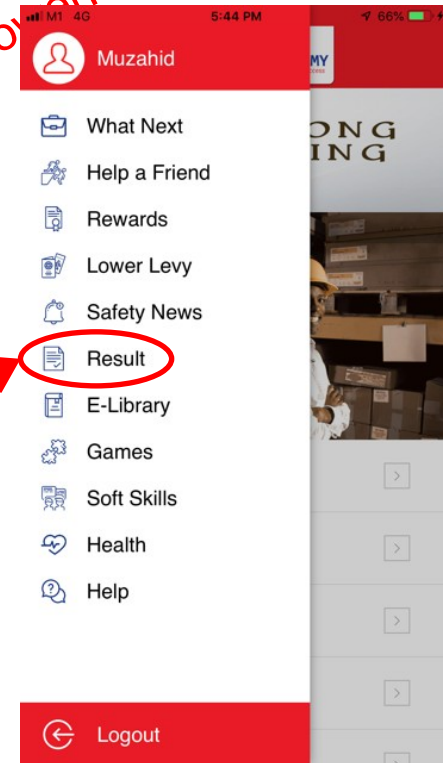 M1 4G 5:44 PM 66%
Muzahid
MY
ONG
ING
What Next
Help a Friend
Rewards
Lower Levy
Safety News
Result
E-Library
Games
Soft Skills
Health
Help
Logout